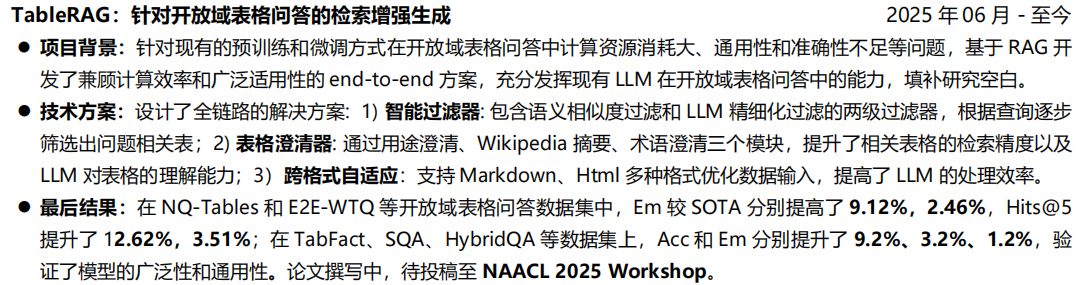 TableRAG：针对开放域表格问答的检索增强生成 2025 年 06 月 - 至今
● 项目背景：针对现有的预训练和微调方式在开放域表格问答中计算资源消耗大、通用性和准确性不足等问题，基于 RAG 开
发了兼顾计算效率和广泛适用性的 end-to-end 方案，充分发挥现有 LLM 在开放域表格问答中的能力，填补研究空白。
● 技术方案：设计了全链路的解决方案：1) 智能过滤器: 包含语义相似度过滤和 LLM 精细化过滤的两级过滤器，根据查询逐步
筛选出问题相关表；2) 表格澄清器: 通过用途澄清、Wikipedia 摘要、术语澄清三个模块，提升了相关表格的检索精度以及
LLM 对表格的理解能力；3）跨格式自适应：支持 Markdown、Html 多种格式优化数据输入，提高了 LLM 的处理效率。
● 最后结果：在 NQ-Tables 和 E2E-WTQ 等开放域表格问答数据集中，Em 较 SOTA 分别提高了 9.12%，2.46%，Hits@5
提升了 12.62%，3.51%；在 TabFact、SQA、HybridQA 等数据集上，Acc 和 Em 分别提升了 9.2%、3.2%、1.2%，验
证了模型的广泛性和通用性。论文撰写中，待投稿至 NAACL 2025 Workshop。